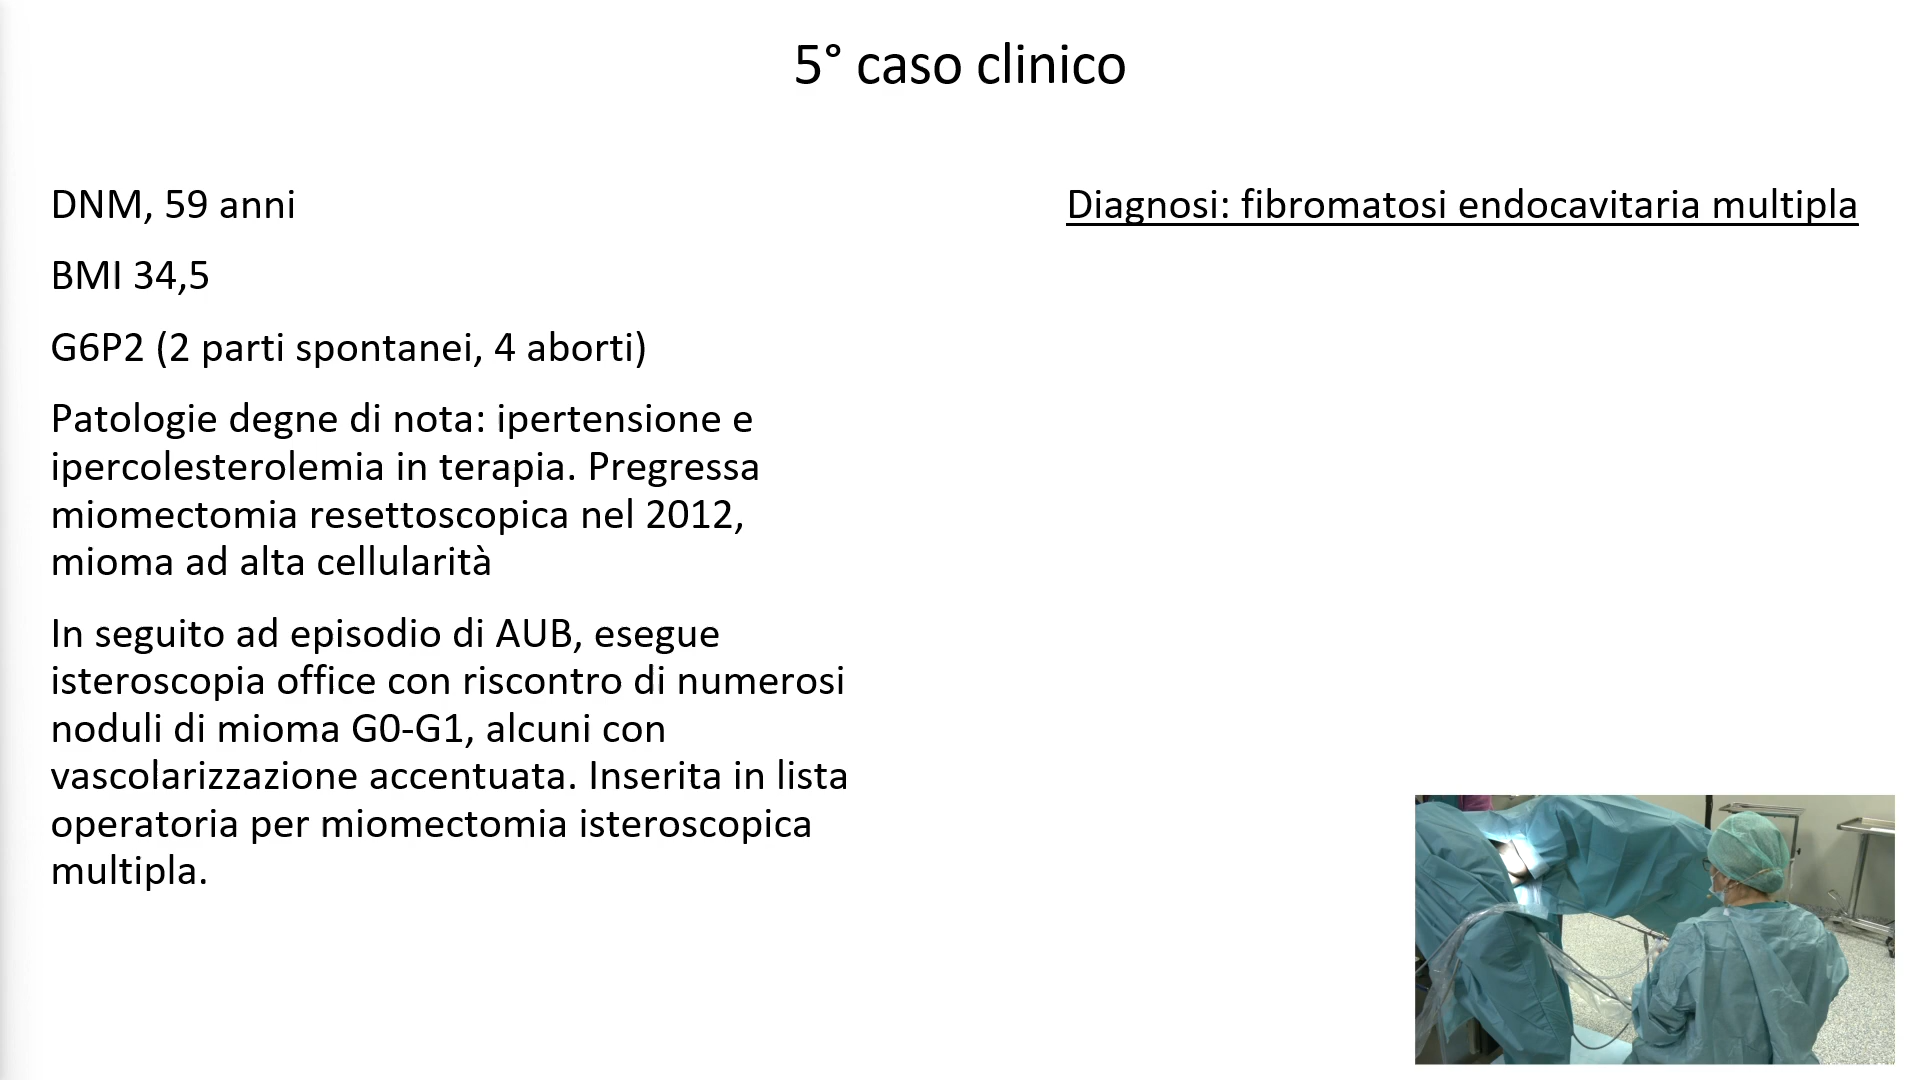 5° caso clinico
DNM, 59 anni
BMI 34,5
G6P2 (2 parti spontanei, 4 aborti)
Patologie degne di nota: ipertensione e
ipercolesterolemia in terapia. Pregressa
miomectomia resettoscopica nel 2012,
mioma ad alta cellularità
In seguito ad episodio di AUB, esegue
isteroscopia office con riscontro di numerosi
noduli di mioma G0-G1, alcuni con
vascolarizzazione accentuata. Inserita in lista
operatoria per miomectomia isteroscopica
multipla.
Diagnosi: fibromatosi endocavitaria multipla